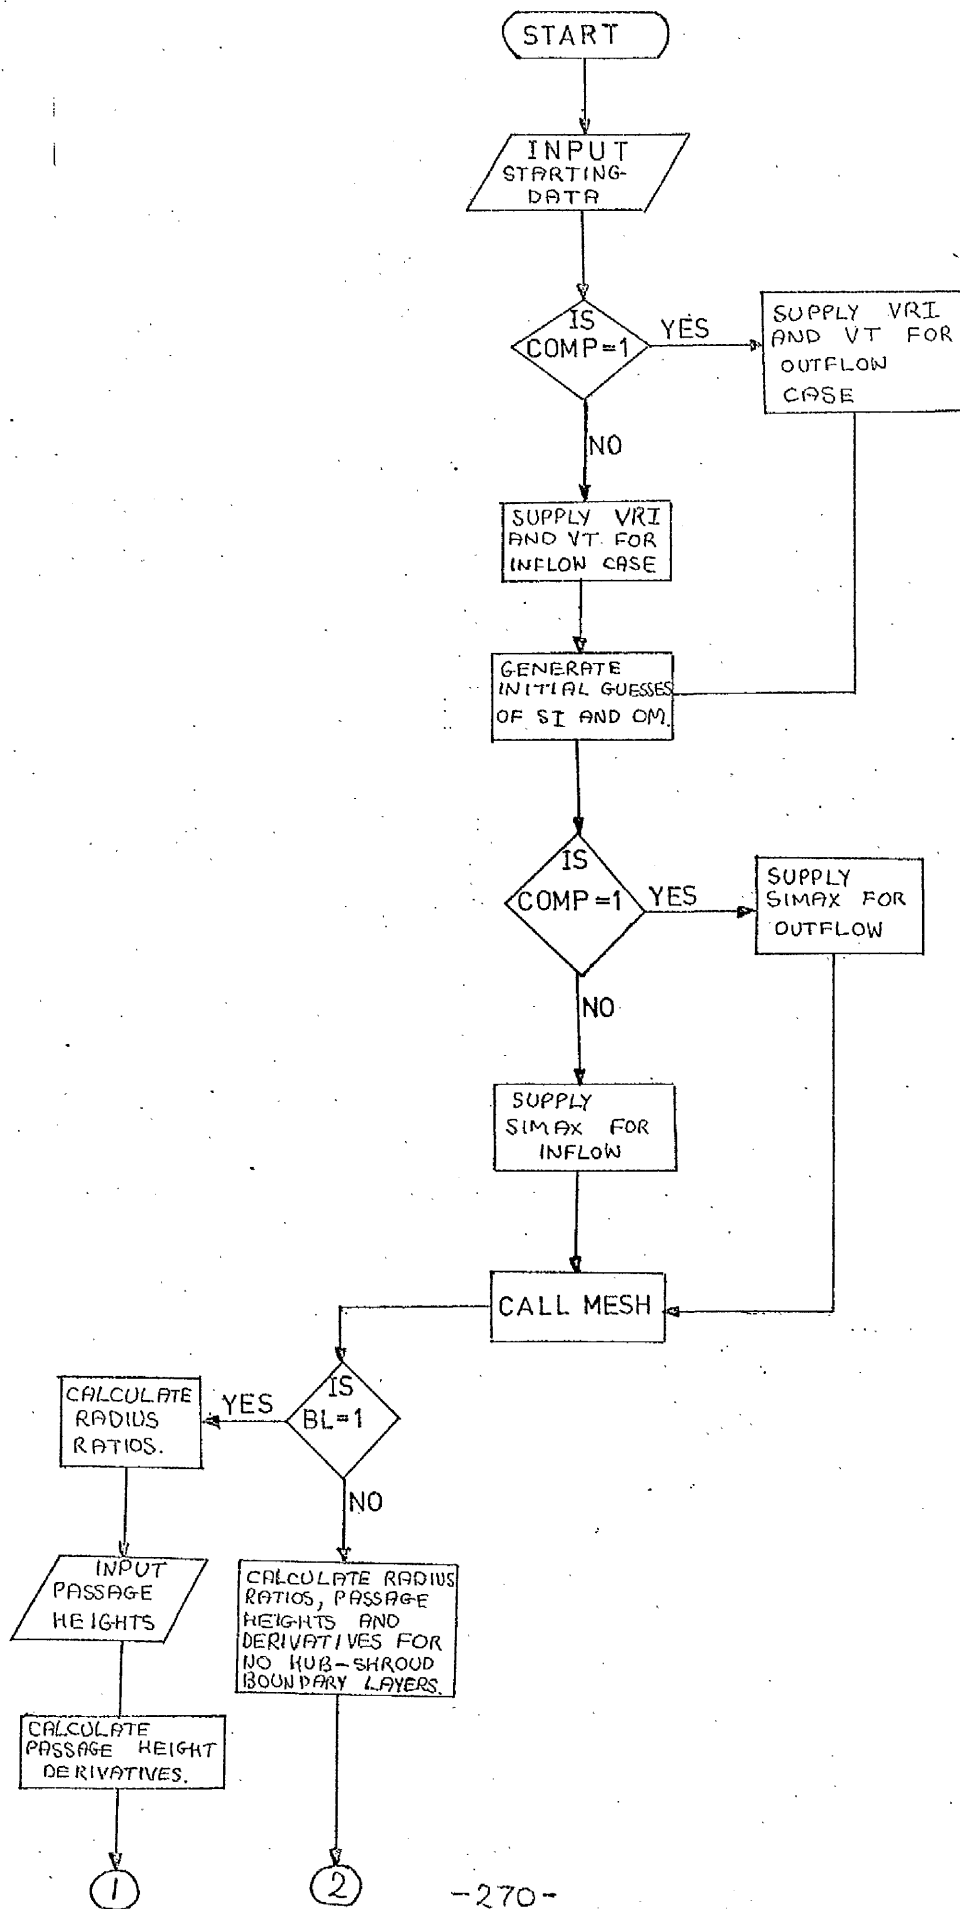 START
INPUT
STARTING-
DATA
IS
COMP=1
YES
SUPPLY VRI
AND VT FOR
OUTFLOW
CASE
NO
SUPPLY VRI
AND VT FOR
INFLOW CASE
GENERATE
INITIAL GUESSES
OF SI AND OM.
IS
COMP=1
YES
SUPPLY
SIMAX FOR
OUTFLOW
NO
SUPPLY
SIMAX FOR
INFLOW
CALL MESH
IS
BL=1
YES
CALCULATE
RADIUS
RATIOS.
NO
INPUT
PASSAGE
HEIGHTS
CALCULATE RADIUS
RATIOS, PASSAGE
HEIGHTS AND
DERIVATIVES FOR
NO HUB-SHROUD
BOUNDARY LAYERS.
CALCULATE
PASSAGE HEIGHT
DERIVATIVES.
1
2
-270-